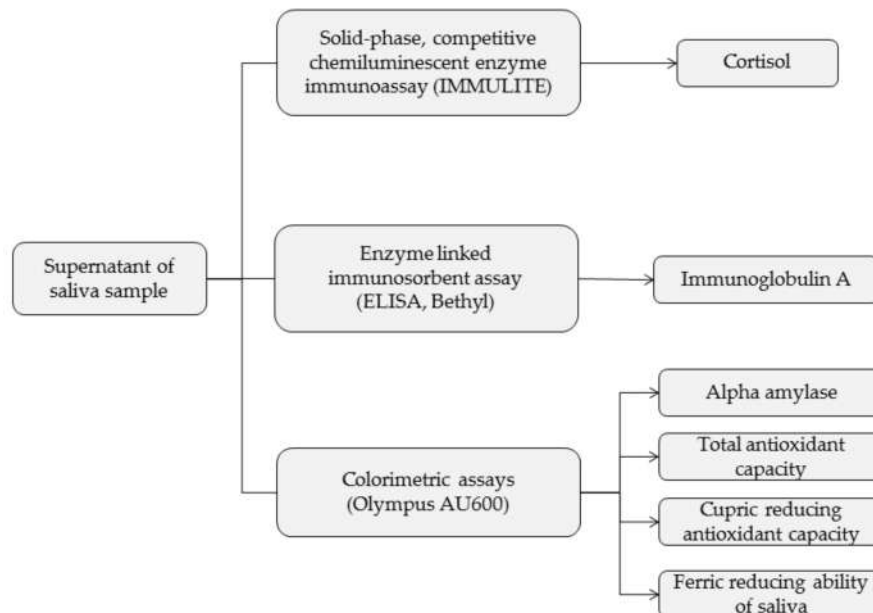 Solid-phase, competitive
chemiluminescent enzyme
immunoassay (IMMULITE)
Cortisol
Supernatant of
saliva sample
Enzyme linked
immunosorbent assay
(ELISA, Bethyl)
Immunoglobulin A
Colorimetric assays
(Olympus AU600)
Alpha amylase
Total antioxidant
capacity
Cupric reducing
antioxidant capacity
Ferric reducing ability
of saliva